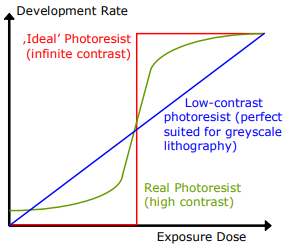 Development Rate
‚Ideal‘ Photoresist
(infinite contrast)
Low-contrast
photoresist (perfect
suited for greyscale
lithography)
Real Photoresist
(high contrast)
Exposure Dose